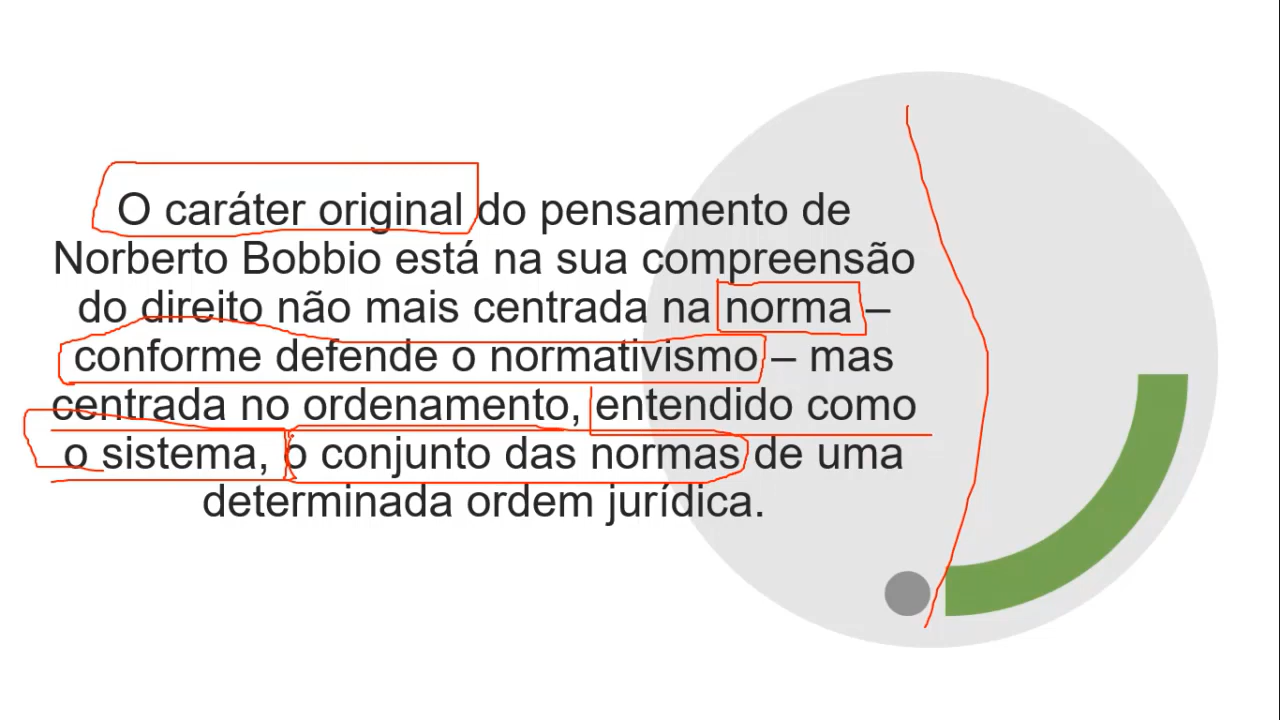 O caráter original do pensamento de
Norberto Bobbio está na sua compreensão
do direito não mais centrada na norma –
conforme defende o normativismo – mas
centrada no ordenamento, entendido como
o sistema, o conjunto das normas de uma
determinada ordem jurídica.